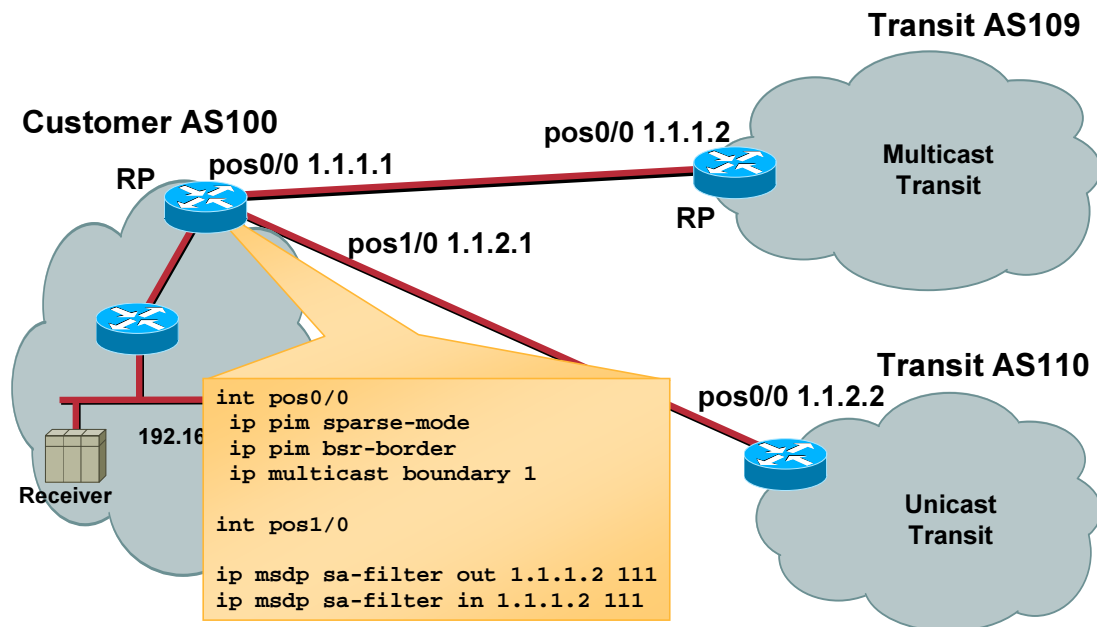 Transit AS109
Customer AS100
pos0/0 1.1.1.2
RP
pos0/0 1.1.1.1
Multicast
Transit
RP
pos1/0 1.1.2.1
Transit AS110
pos0/0 1.1.2.2
int pos0/0
ip pim sparse-mode
ip pim bsr-border
ip multicast boundary 1
int pos1/0
ip msdp sa-filter out 1.1.1.2 111
ip msdp sa-filter in 1.1.1.2 111
192.16
Receiver
Unicast
Transit